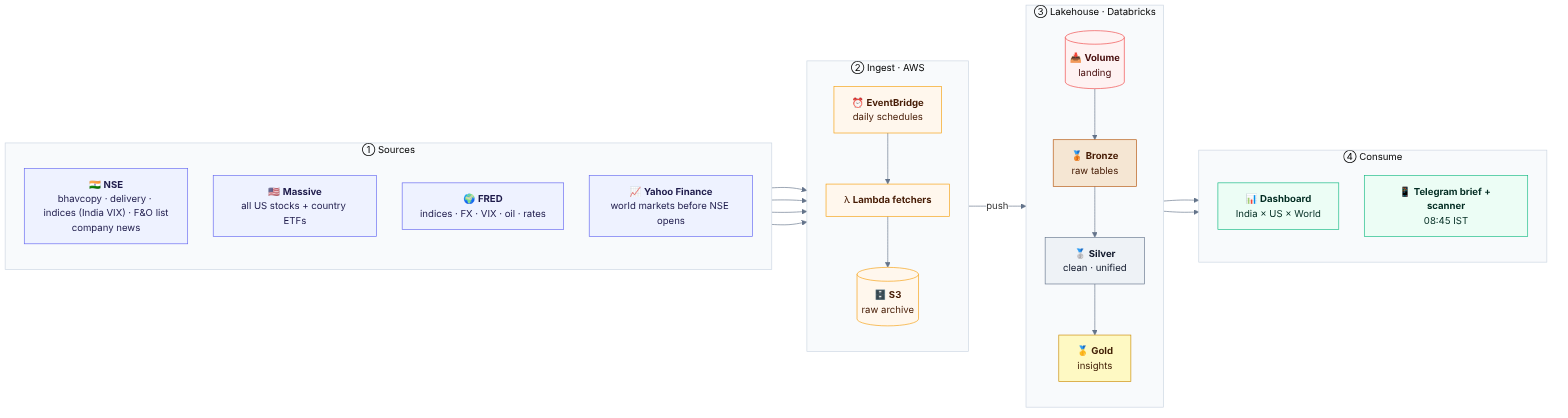 ① Sources
🇮🇳 NSE
bhavcopy · delivery ·
indices (India VIX) · F&O list
company news
🇺🇸 Massive
all US stocks + country
ETFs
🌍 FRED
indices · FX · VIX · oil · rates
📈 Yahoo Finance
world markets before NSE
opens
② Ingest · AWS
⏰ EventBridge
daily schedules
λ Lambda fetchers
🗄️ S3
raw archive
push
③ Lakehouse · Databricks
📥 Volume
landing
🥉 Bronze
raw tables
🥈 Silver
clean · unified
🥇 Gold
insights
④ Consume
📊 Dashboard
India × US × World
📱 Telegram brief +
scanner
08:45 IST